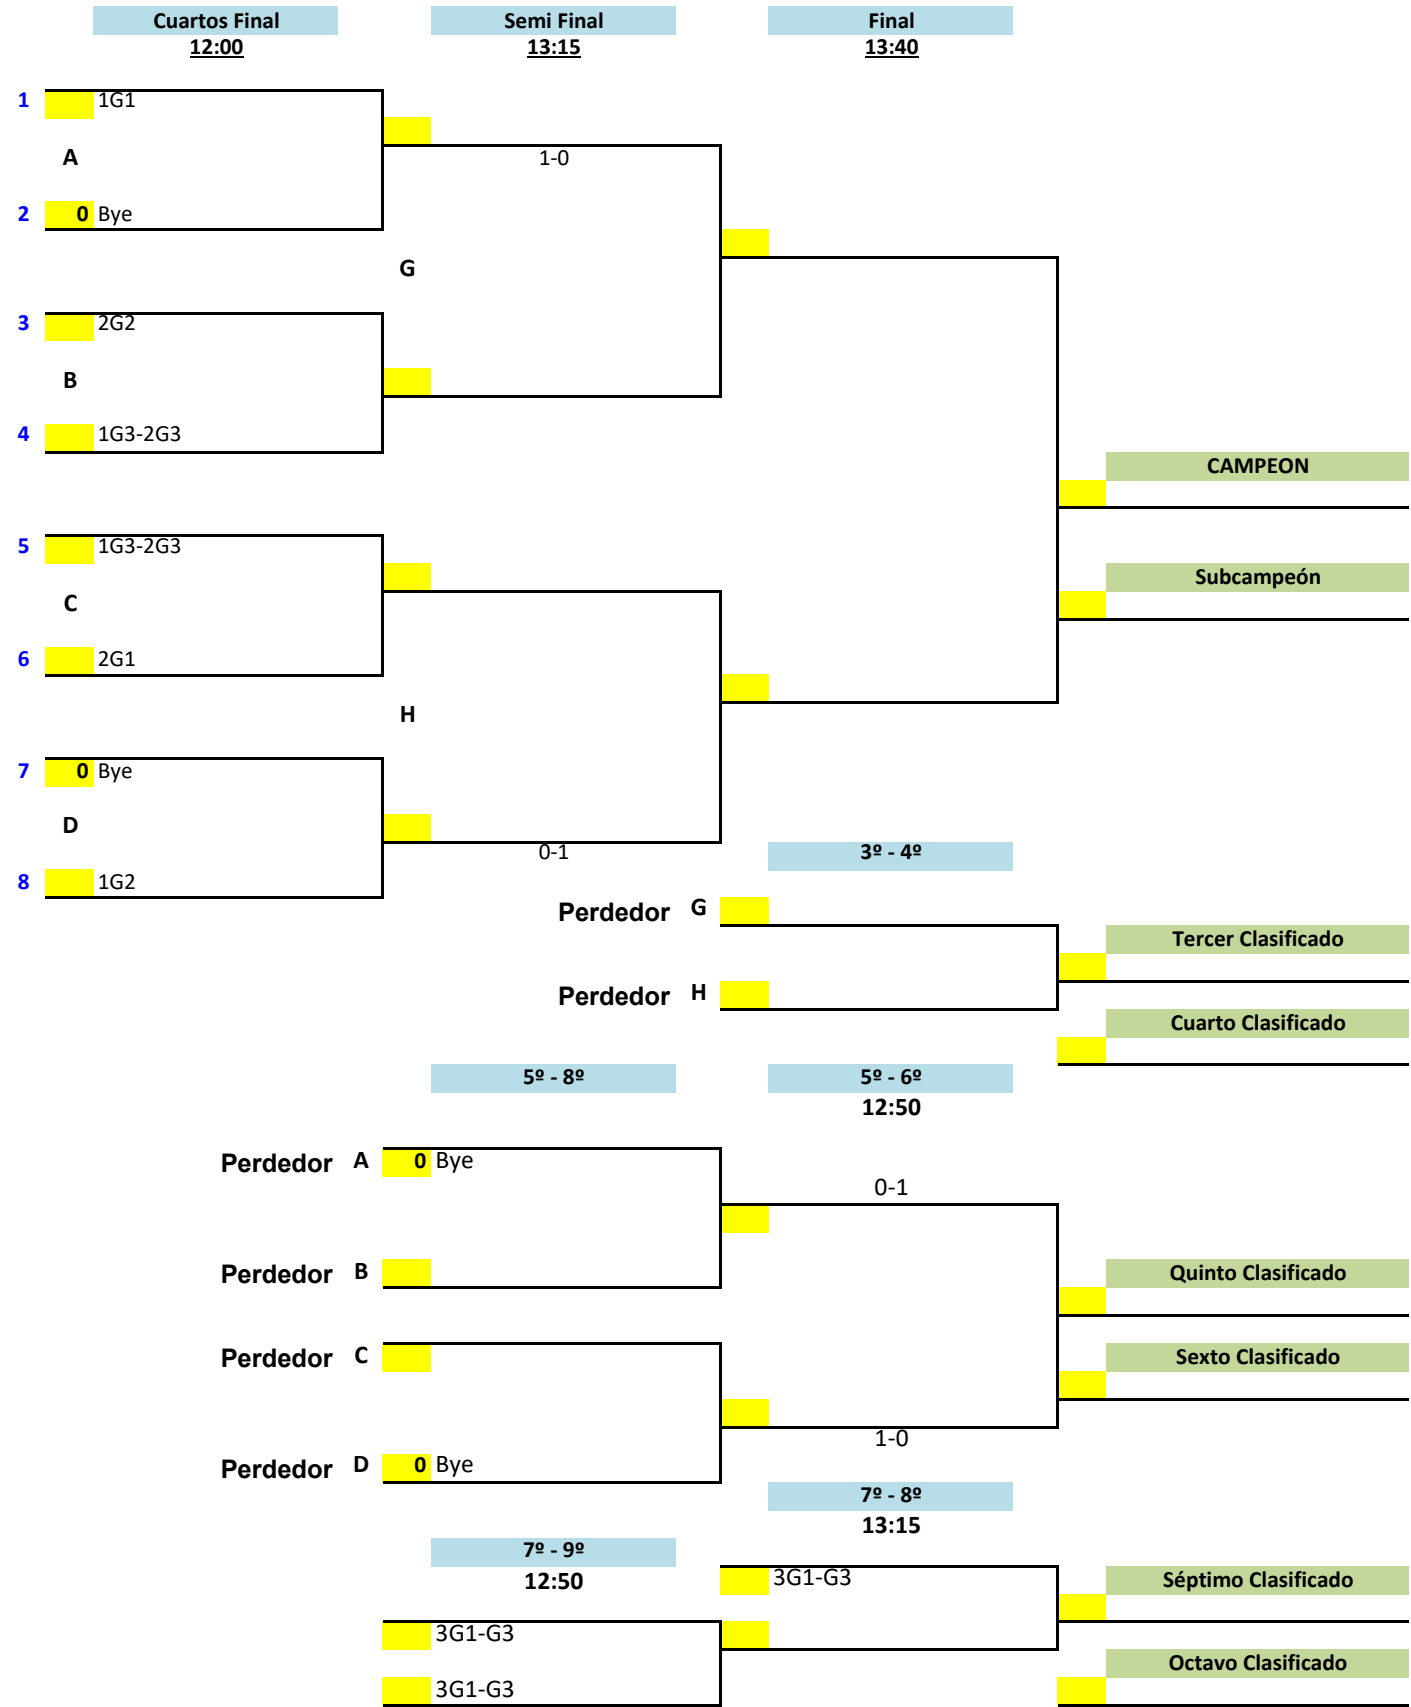 Cuartos Final Semi Final Final
12:00 13:15 13:40
1 1G1
A 1-0
2 0 Bye
G
3 2G2
B
4 1G3-2G3
CAMPEON
5 1G3-2G3
Subcampeón
C
6 2G1
H
7 0 Bye
D
0-1 3º - 4º
8 1G2
Perdedor G
Tercer Clasificado
Perdedor H
Cuarto Clasificado
5º - 8º 5º - 6º
12:50
Perdedor A 0 Bye
0-1
Perdedor B Quinto Clasificado
Perdedor C Sexto Clasificado
1-0
Perdedor D 0 Bye
7º - 8º
13:15
7º - 9º
12:50 3G1-G3 Séptimo Clasificado
3G1-G3
Octavo Clasificado
3G1-G3